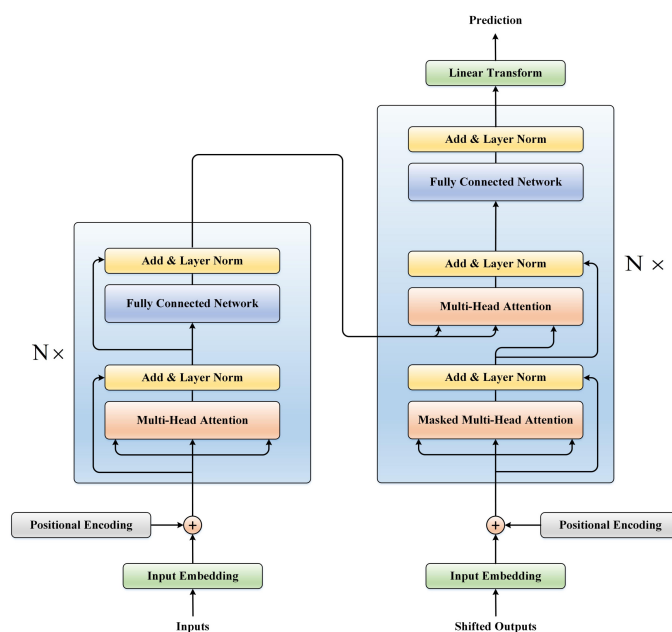 Prediction
Linear Transform
Add & Layer Norm
Fully Connected Network
Add & Layer Norm
Multi-Head Attention
N ×
Add & Layer Norm
Masked Multi-Head Attention
Add & Layer Norm
Fully Connected Network
N ×
Add & Layer Norm
Multi-Head Attention
Positional Encoding
+
+
Positional Encoding
Input Embedding
Input Embedding
Inputs
Shifted Outputs